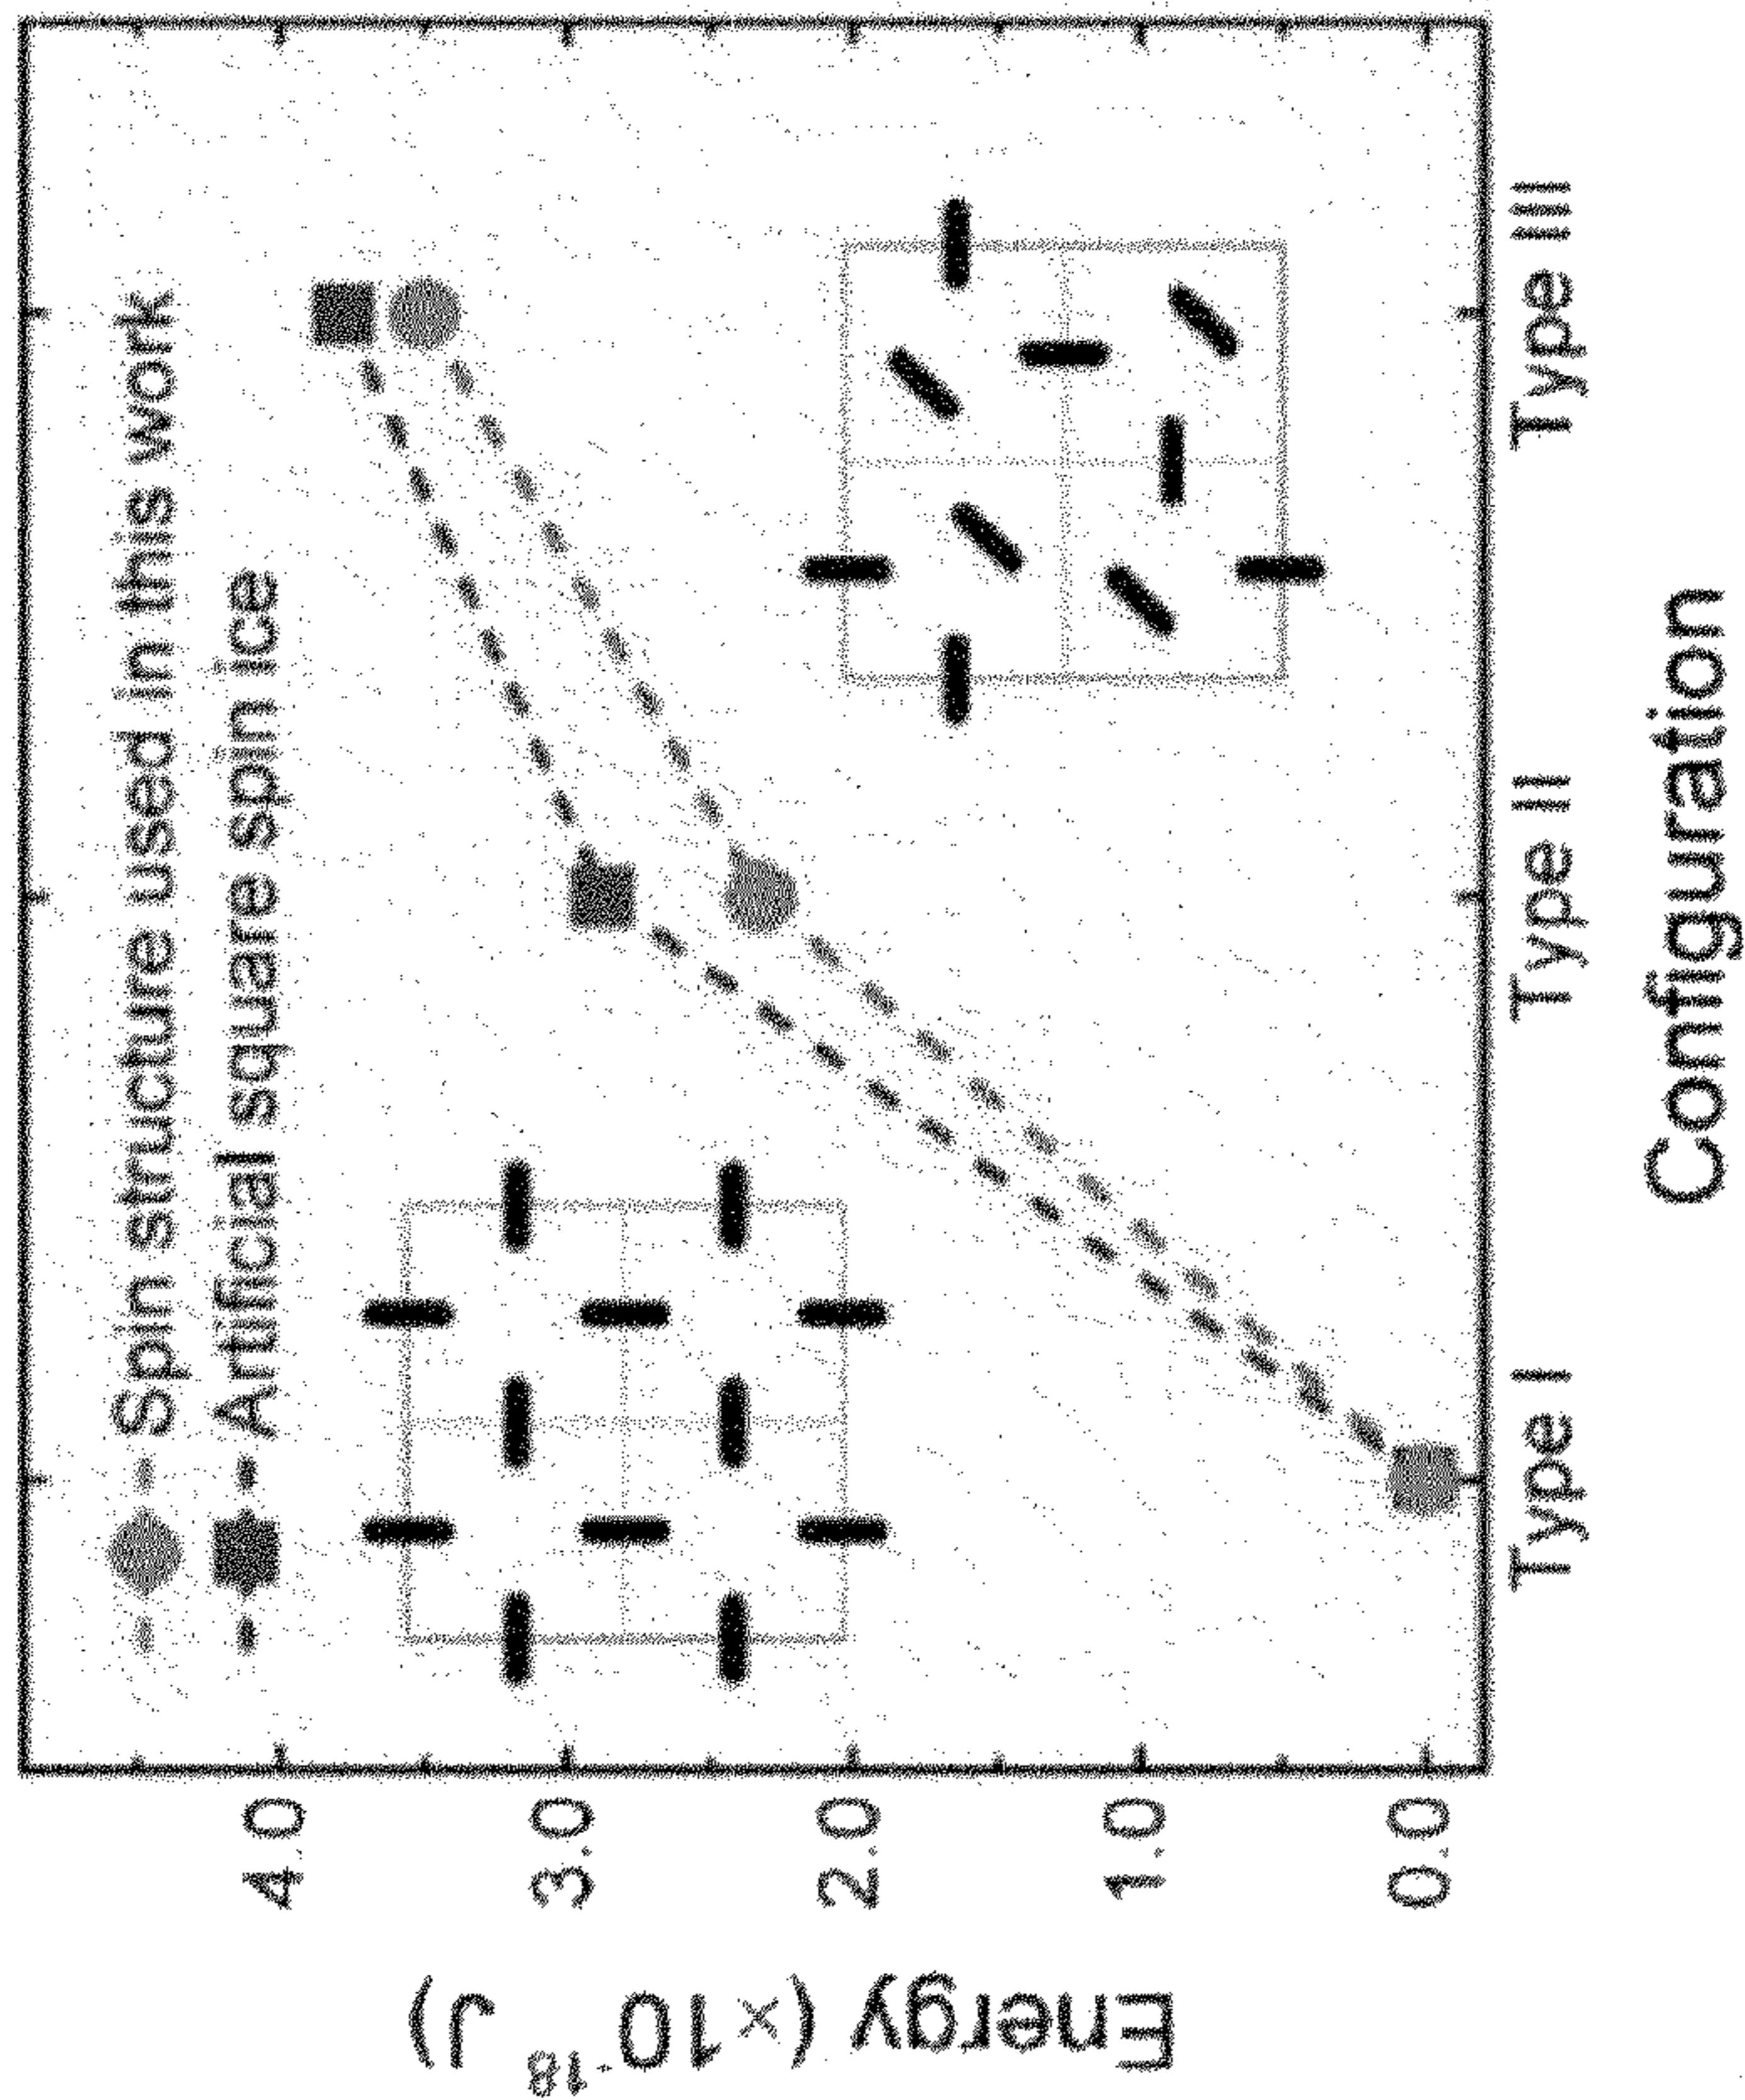 Spin structure used in this work
Artificial square spin ice
4.0
3.0
2.0
1.0
0.0
Energy (×10⁻¹⁸ J)
Type I
Type II
Type III
Configuration